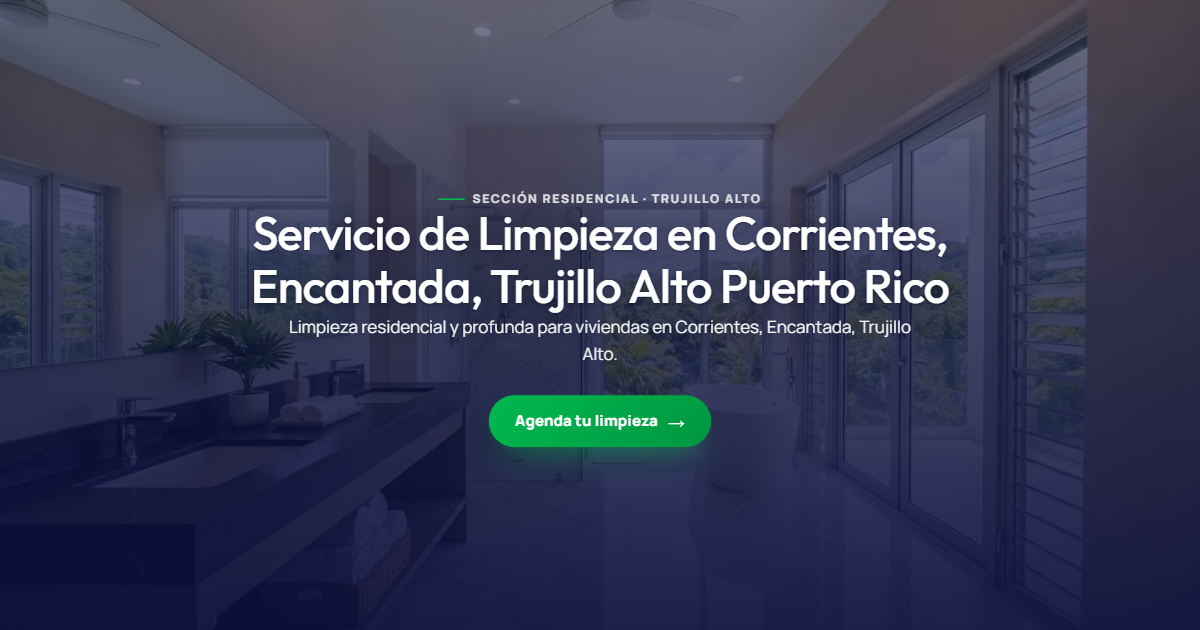 SECCIÓN RESIDENCIAL · TRUJILLO ALTO
Servicio de Limpieza en Corrientes,
Encantada, Trujillo Alto Puerto Rico
Limpieza residencial y profunda para viviendas en Corrientes, Encantada, Trujillo
Alto.
Agenda tu limpieza →